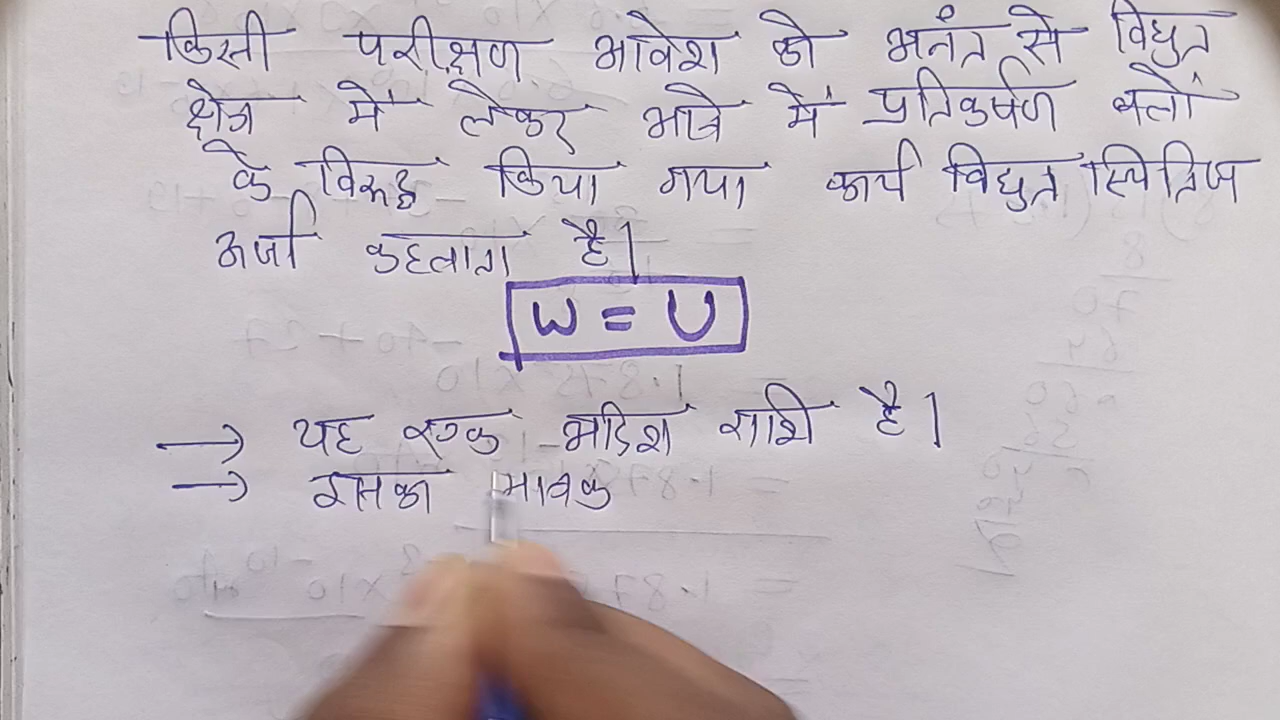 किसी परीक्षण आवेश को अनंत से विद्युत
क्षेत्र में लेकर आने में प्रतिकर्षण बलों
के विरूद्ध किया गया कार्य विद्युत स्थितिज
ऊर्जा कहलाता है।
W = U
→ यह एक अदिश राशि है।
→ इसका मात्रक